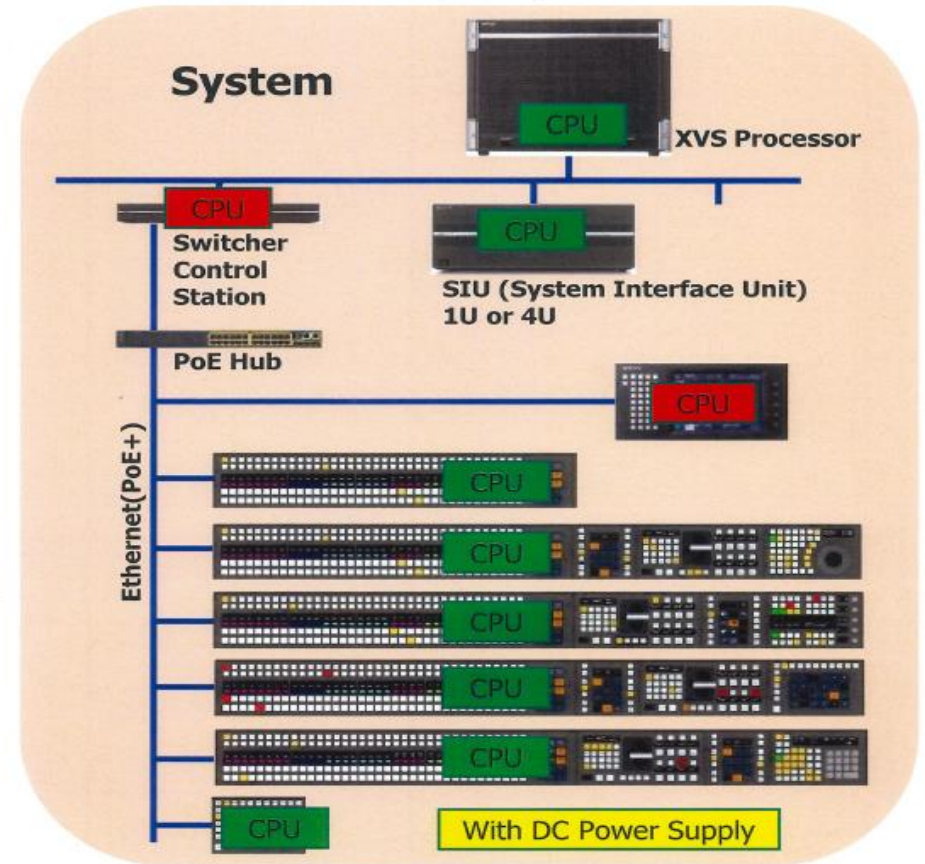 System
CPU
XVS Processor
CPU
Switcher
Control
Station
CPU
SIU (System Interface Unit)
1U or 4U
PoE Hub
CPU
Ethernet(PoE+)
CPU
CPU
CPU
CPU
CPU
CPU
With DC Power Supply